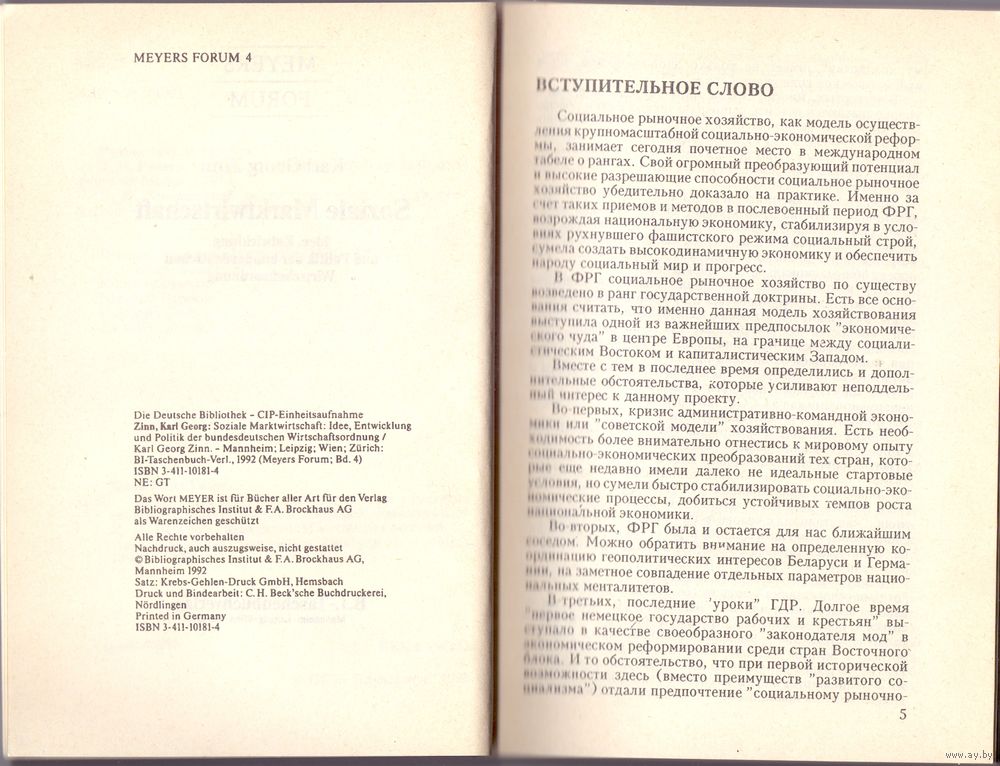 MEYERS FORUM 4
Die Deutsche Bibliothek – CIP-Einheitsaufnahme
Zinn, Karl Georg: Soziale Marktwirtschaft: Idee, Entwicklung
und Politik der bundesdeutschen Wirtschaftsordnung /
Karl Georg Zinn. – Mannheim; Leipzig; Wien; Zürich:
BI-Taschenbuch-Verl., 1992 (Meyers Forum; Bd. 4)
ISBN 3-411-10181-4
NE: GT
Das Wort MEYER ist für Bücher aller Art für den Verlag
Bibliographisches Institut & F.A. Brockhaus AG
als Warenzeichen geschützt
Alle Rechte vorbehalten
Nachdruck, auch auszugsweise, nicht gestattet
© Bibliographisches Institut & F.A. Brockhaus AG,
Mannheim 1992
Satz: Krebs-Gehlen-Druck GmbH, Hemsbach
Druck und Bindearbeit: C.H. Beck'sche Buchdruckerei,
Nördlingen
Printed in Germany
ISBN 3-411-10181-4
ВСТУПИТЕЛЬНОЕ СЛОВО
Социальное рыночное хозяйство, как модель осуществ-
ления крупномасштабной социально-экономической рефор-
мы, занимает сегодня почетное место в международном
табеле о рангах. Свой огромный преобразующий потенциал
и высокие разрешающие способности социальное рыночное
хозяйство убедительно доказало на практике. Именно за
счет таких приемов и методов в послевоенный период ФРГ,
возрождая национальную экономику, стабилизируя в усло-
виях рухнувшего фашистского режима социальный строй,
сумела создать высокодинамичную экономику и обеспечить
народу социальный мир и прогресс.
В ФРГ социальное рыночное хозяйство по существу
возведено в ранг государственной доктрины. Есть все осно-
вания считать, что именно данная модель хозяйствования
выступила одной из важнейших предпосылок "экономиче-
ского чуда" в центре Европы, на границе между социали-
стическим Востоком и капиталистическим Западом.
Вместе с тем в последнее время определились и допол-
нительные обстоятельства, которые усиливают неподдель-
ный интерес к данному проекту.
Во-первых, кризис административно-командной эконо-
мики или "советской модели" хозяйствования. Есть необ-
ходимость более внимательно отнестись к мировому опыту
социально-экономических преобразований тех стран, кото-
рые еще недавно имели далеко не идеальные стартовые
условия, но сумели быстро стабилизировать социально-эко-
номические процессы, добиться устойчивых темпов роста
национальной экономики.
Во-вторых, ФРГ была и остается для нас ближайшим
соседом. Можно обратить внимание на определенную ко-
ординацию геополитических интересов Беларуси и Герма-
нии, на заметное совпадение отдельных параметров нацио-
нальных менталитетов.
В третьих, последние 'уроки" ГДР. Долгое время
"первое немецкое государство рабочих и крестьян" вы-
ступало в качестве своеобразного "законодателя мод" в
экономическом реформировании среди стран Восточного
блока. И то обстоятельство, что при первой исторической
возможности здесь (вместо преимуществ "развитого со-
циализма") отдали предпочтение "социальному рыночно-
5
www.ay.by